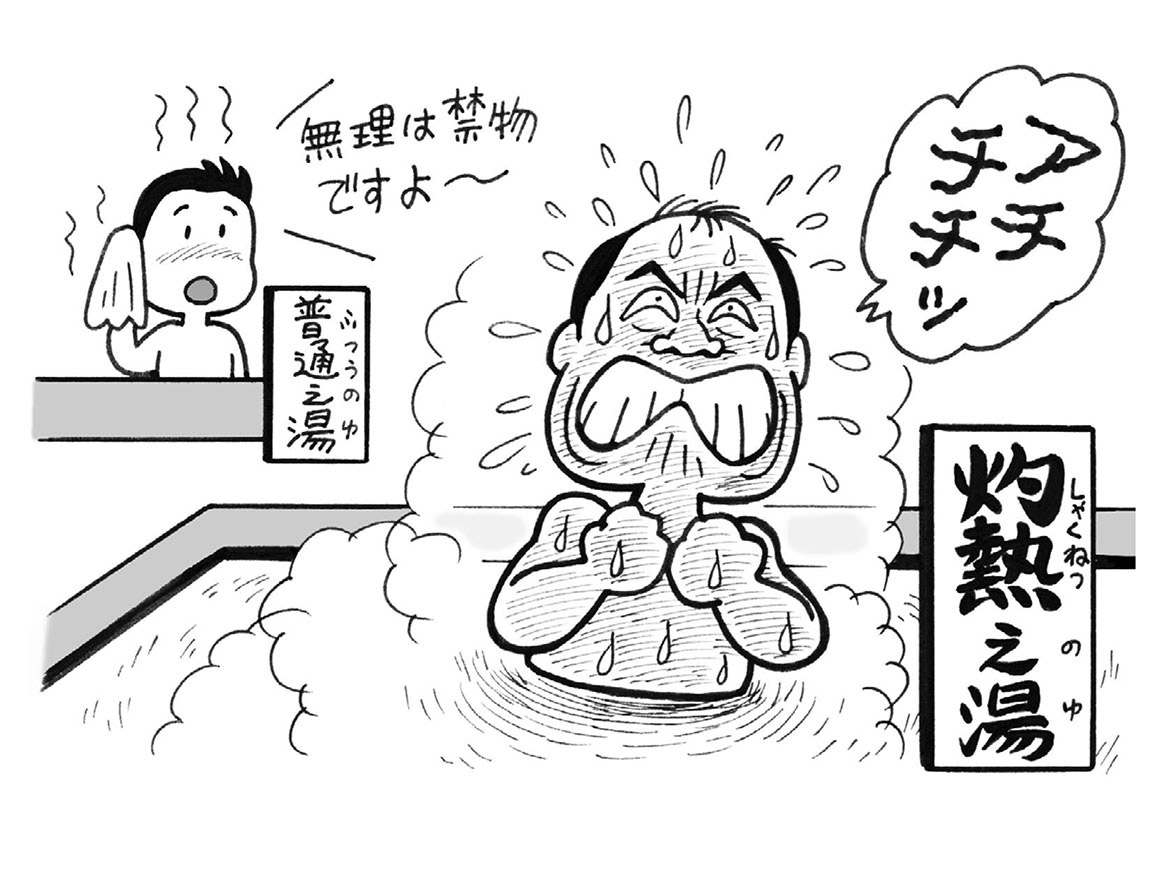 アチ
チチッ
無理は禁物
ですよ～
普通之湯
ふつうのゆ
灼熱之湯
しゃくねつのゆ